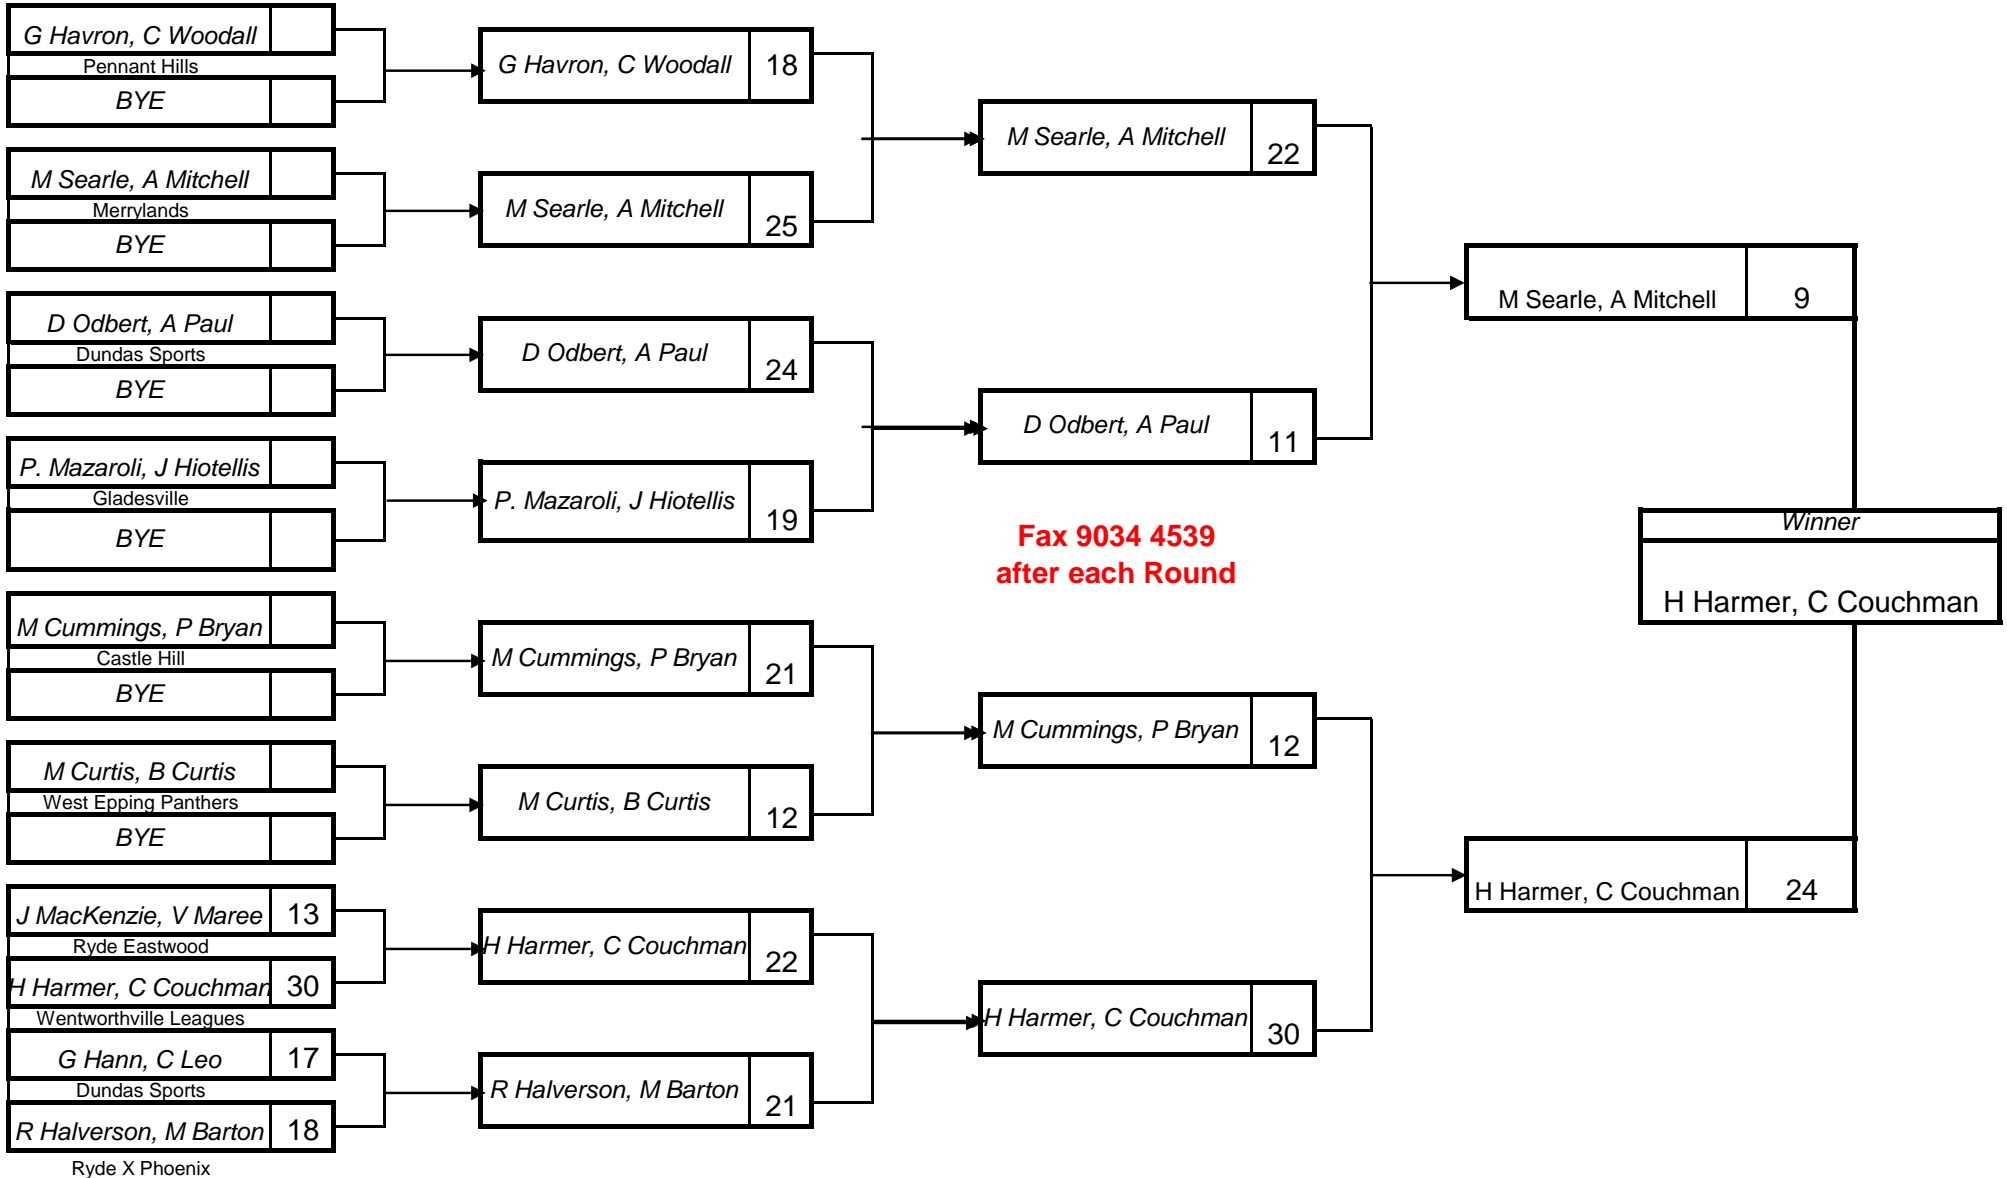 G Havron, C Woodall
Pennant Hills
BYE
M Searle, A Mitchell
Merrylands
BYE
D Odbert, A Paul
Dundas Sports
BYE
P. Mazaroli, J Hiotellis
Gladesville
BYE
M Cummings, P Bryan
Castle Hill
BYE
M Curtis, B Curtis
West Epping Panthers
BYE
J MacKenzie, V Maree 13
Ryde Eastwood
H Harmer, C Couchman 30
Wentworthville Leagues
G Hann, C Leo 17
Dundas Sports
R Halverson, M Barton 18
Ryde X Phoenix
G Havron, C Woodall 18
M Searle, A Mitchell 25
D Odbert, A Paul 24
P. Mazaroli, J Hiotellis 19
M Cummings, P Bryan 21
M Curtis, B Curtis 12
H Harmer, C Couchman 22
R Halverson, M Barton 21
M Searle, A Mitchell 22
D Odbert, A Paul 11
Fax 9034 4539
after each Round
M Cummings, P Bryan 12
H Harmer, C Couchman 30
M Searle, A Mitchell 9
H Harmer, C Couchman 24
Winner
H Harmer, C Couchman